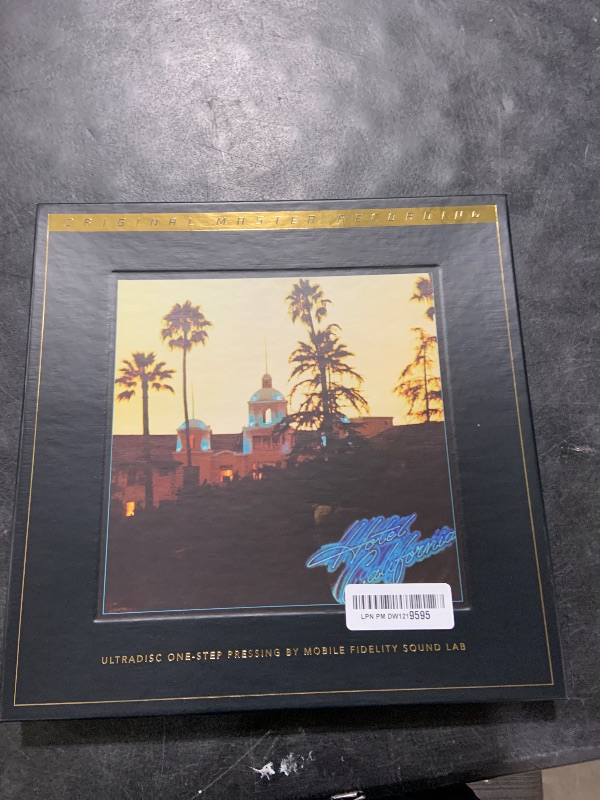 ORIGINAL MASTER RECORDING
Hotel
California
LPN PM DW1219595
ULTRADISC ONE-STEP PRESSING BY MOBILE FIDELITY SOUND LAB